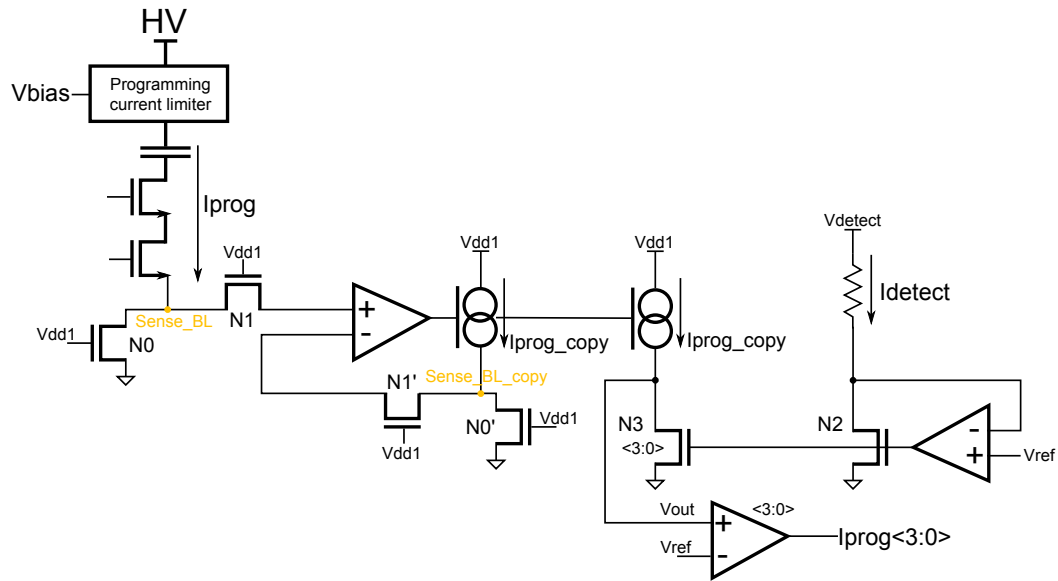 HV
Vbias
Programming
current limiter
Iprog
Vdd1
Vdd1
Vdd1
Vdetect
Idetect
Sense_BL
N1
+
-
Iprog_copy
Iprog_copy
Vdd1
N0
N1'
Sense_BL_copy
N0'
Vdd1
Vdd1
N3
<3:0>
N2
-
+
Vref
Vout
<3:0>
+
Vref
-
Iprog<3:0>